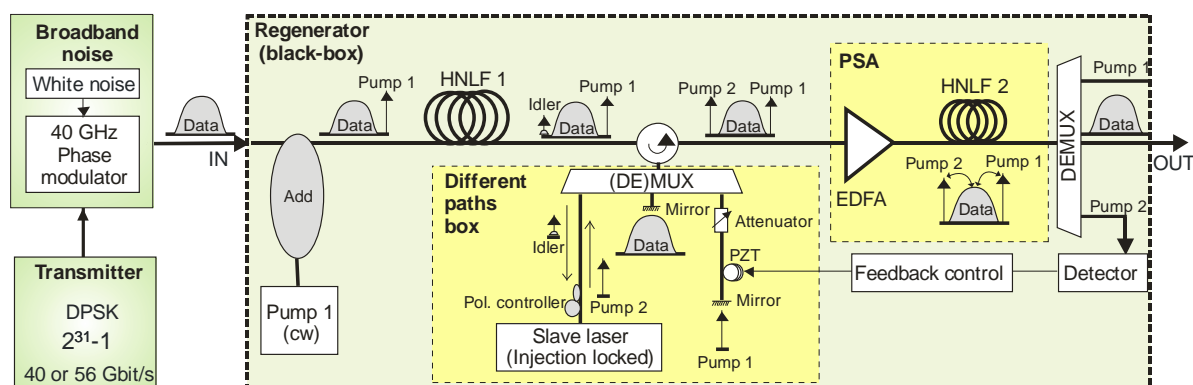 Broadband
noise
White noise
40 GHz
Phase
modulator
Transmitter
DPSK
2³¹-1
40 or 56 Gbit/s
Data
IN
Regenerator
(black-box)
Add
Pump 1
(cw)
Data
Pump 1
HNLF 1
Idler
Data
Pump 1
Pump 2
Data
Pump 1
Different
paths
box
(DE)MUX
Idler
Pol. controller
Pump 2
Slave laser
(Injection locked)
Mirror
Data
Attenuator
PZT
Mirror
Pump 1
PSA
EDFA
HNLF 2
Pump 2
Pump 1
Data
Feedback control
Detector
DEMUX
Pump 1
Data
OUT
Pump 2